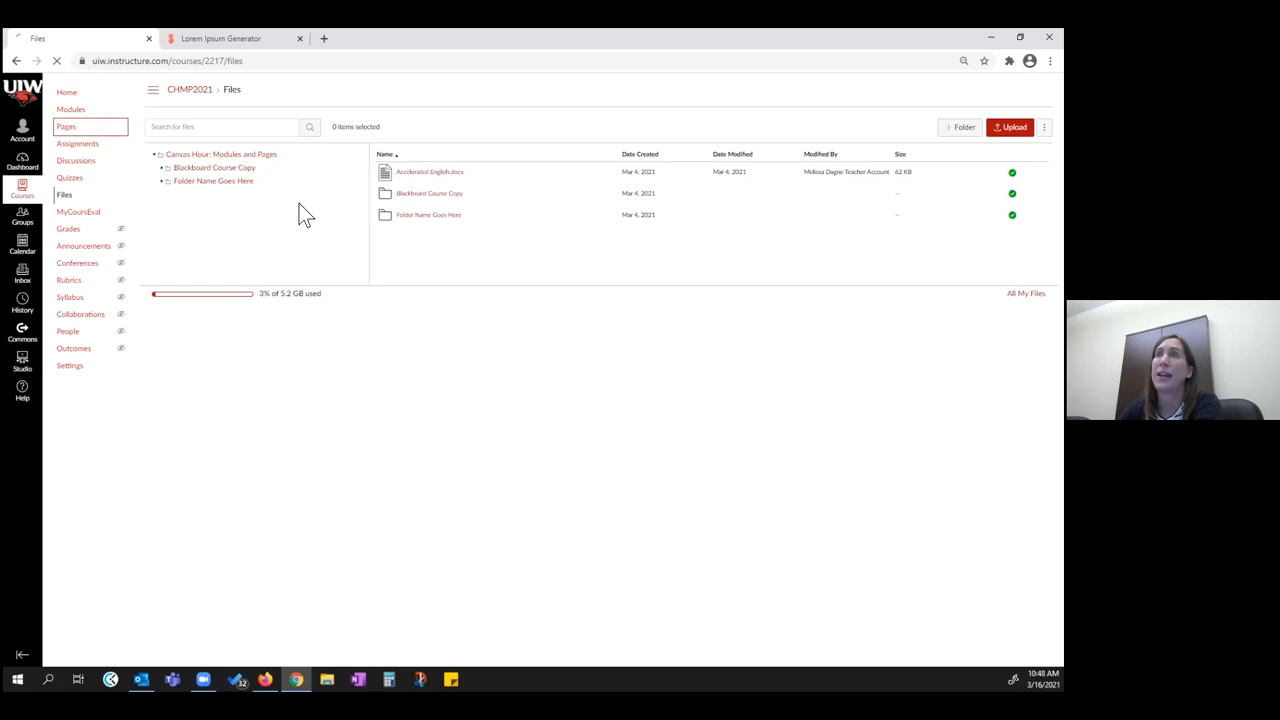 Files
Lorem Ipsum Generator
uiw.instructure.com/courses/2217/files
UIW
Account
Dashboard
Courses
Groups
Calendar
Inbox
History
Commons
Studio
Help
Home
Modules
Pages
Assignments
Discussions
Quizzes
Files
MyCoursEval
Grades
Announcements
Conferences
Rubrics
Syllabus
Collaborations
People
Outcomes
Settings
CHMP2021 › Files
Search for files
0 items selected
+ Folder
Upload
Canvas Hour: Modules and Pages
Blackboard Course Copy
Folder Name Goes Here
Name Date Created Date Modified Modified By Size
Accelerated English.docx Mar 4, 2021 Mar 4, 2021 Melissa Dagne Teacher Account 62 KB
Blackboard Course Copy Mar 4, 2021 --
Folder Name Goes Here Mar 4, 2021 --
3% of 5.2 GB used
All My Files
32
10:48 AM
3/16/2021